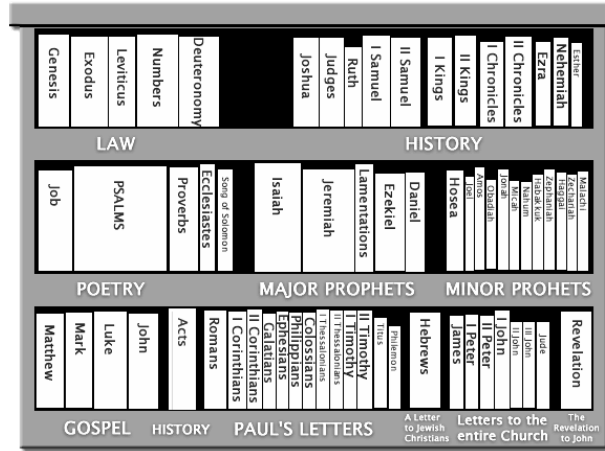 Genesis
Exodus
Leviticus
Numbers
Deuteronomy
Joshua
Judges
Ruth
I Samuel
II Samuel
I Kings
II Kings
I Chronicles
II Chronicles
Ezra
Nehemiah
Esther
LAW
HISTORY
Job
PSALMS
Proverbs
Ecclesiastes
Song of Solomon
Isaiah
Jeremiah
Lamentations
Ezekiel
Daniel
Hosea
Joel
Amos
Obadiah
Jonah
Micah
Nahum
Habakkuk
Zephaniah
Haggai
Zechariah
Malachi
POETRY
MAJOR PROPHETS
MINOR PROHETS
Matthew
Mark
Luke
John
Acts
Romans
I Corinthians
II Corinthians
Galatians
Ephesians
Philippians
Colossians
I Thessalonians
II Thessalonians
I Timothy
II Timothy
Titus
Philemon
Hebrews
James
I Peter
II Peter
I John
II John
III John
Jude
Revelation
GOSPEL
HISTORY
PAUL'S LETTERS
A Letter
to Jewish
Christians
Letters to the
entire Church
The
Revelation
to John